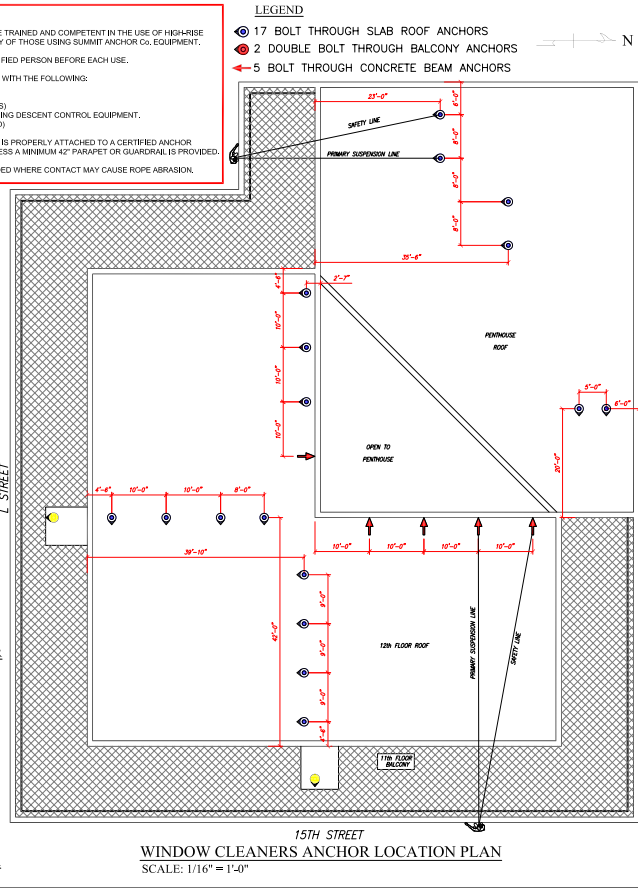 LEGEND
17 BOLT THROUGH SLAB ROOF ANCHORS
2 DOUBLE BOLT THROUGH BALCONY ANCHORS
5 BOLT THROUGH CONCRETE BEAM ANCHORS
N
E TRAINED AND COMPETENT IN THE USE OF HIGH-RISE
Y OF THOSE USING SUMMIT ANCHOR Co. EQUIPMENT.
FIED PERSON BEFORE EACH USE.
WITH THE FOLLOWING:
S)
ING DESCENT CONTROL EQUIPMENT.
D)
IS PROPERLY ATTACHED TO A CERTIFIED ANCHOR
ESS A MINIMUM 42" PARAPET OR GUARDRAIL IS PROVIDED.
DED WHERE CONTACT MAY CAUSE ROPE ABRASION.
23'-0"
6'-0"
SAFETY LINE
8'-0"
PRIMARY SUSPENSION LINE
8'-0"
8'-0"
35'-6"
4'-6"
2'-7"
10'-0"
PENTHOUSE
ROOF
10'-0"
5'-0"
6'-0"
10'-0"
OPEN TO
PENTHOUSE
20'-0"
L STREET
4'-6"
10'-0"
10'-0"
8'-0"
10'-0"
10'-0"
10'-0"
10'-0"
39'-10"
9'-0"
42'-0"
9'-0"
12th FLOOR ROOF
PRIMARY SUSPENSION LINE
SAFETY LINE
9'-0"
4'-6"
11th FLOOR
BALCONY
15TH STREET
WINDOW CLEANERS ANCHOR LOCATION PLAN
SCALE: 1/16" = 1'-0"